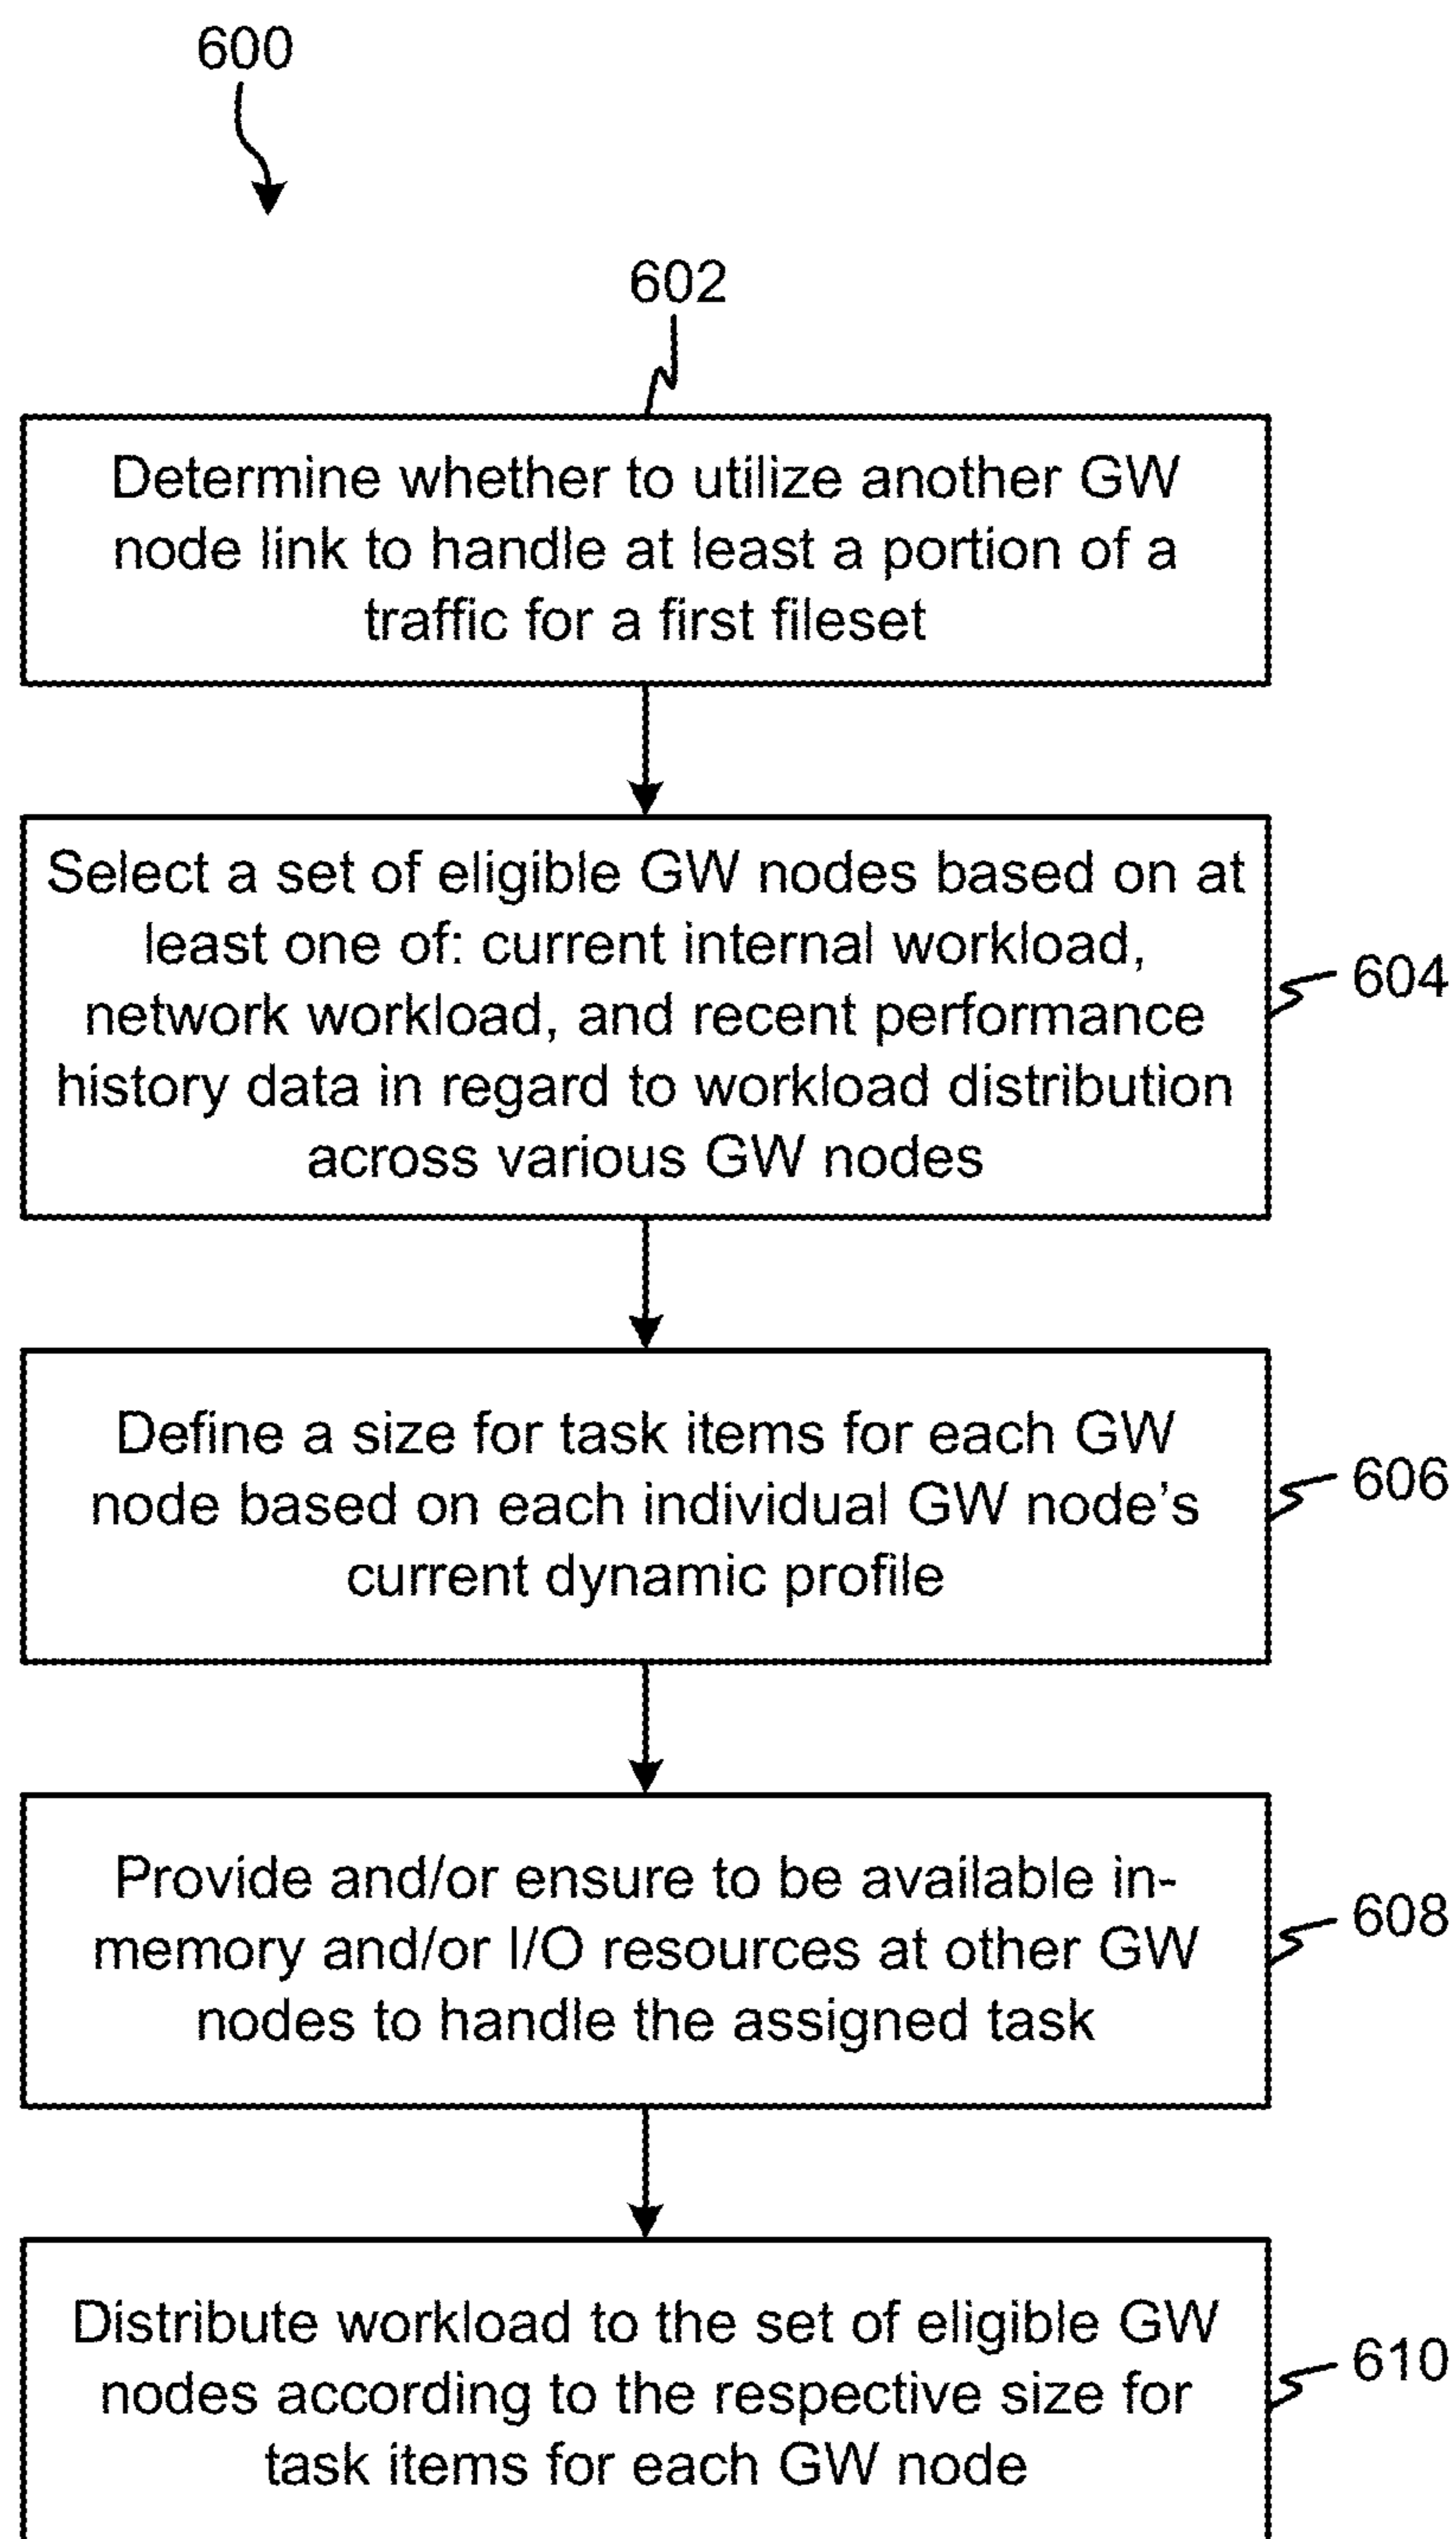 600
602
Determine whether to utilize another GW
node link to handle at least a portion of a
traffic for a first fileset
Select a set of eligible GW nodes based on at
least one of: current internal workload,
network workload, and recent performance
history data in regard to workload distribution
across various GW nodes
604
Define a size for task items for each GW
node based on each individual GW node's
current dynamic profile
606
Provide and/or ensure to be available in-
memory and/or I/O resources at other GW
nodes to handle the assigned task
608
Distribute workload to the set of eligible GW
nodes according to the respective size for
task items for each GW node
610